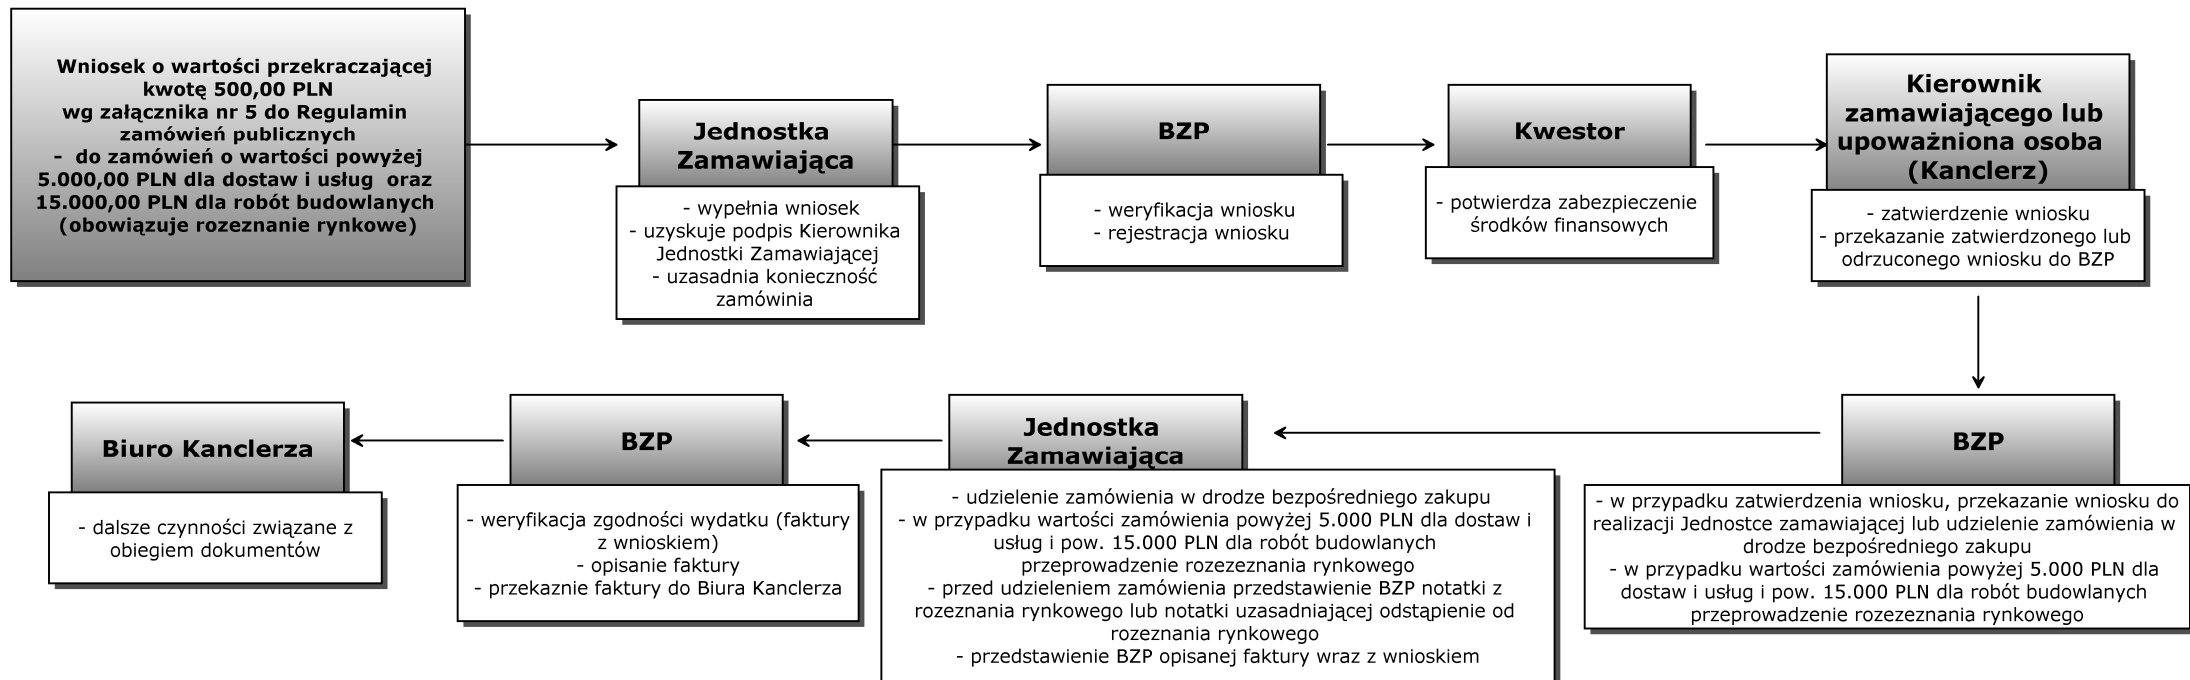 Wniosek o wartości przekraczającej
kwotę 500,00 PLN
wg załącznika nr 5 do Regulamin
zamówień publicznych
- do zamówień o wartości powyżej
5.000,00 PLN dla dostaw i usług oraz
15.000,00 PLN dla robót budowlanych
(obowiązuje rozeznanie rynkowe)
Jednostka
Zamawiająca
- wypełnia wniosek
- uzyskuje podpis Kierownika
Jednostki Zamawiającej
- uzasadnia konieczność
zamówinia
BZP
- weryfikacja wniosku
- rejestracja wniosku
Kwestor
- potwierdza zabezpieczenie
środków finansowych
Kierownik
zamawiającego lub
upoważniona osoba
(Kanclerz)
- zatwierdzenie wniosku
- przekazanie zatwierdzonego lub
odrzuconego wniosku do BZP
BZP
- w przypadku zatwierdzenia wniosku, przekazanie wniosku do
realizacji Jednostce zamawiającej lub udzielenie zamówienia w
drodze bezpośredniego zakupu
- w przypadku wartości zamówienia powyżej 5.000 PLN dla
dostaw i usług i pow. 15.000 PLN dla robót budowlanych
przeprowadzenie rozezeznania rynkowego
Jednostka
Zamawiająca
- udzielenie zamówienia w drodze bezpośredniego zakupu
- w przypadku wartości zamówienia powyżej 5.000 PLN dla dostaw i
usług i pow. 15.000 PLN dla robót budowlanych
przeprowadzenie rozezeznania rynkowego
- przed udzieleniem zamówienia przedstawienie BZP notatki z
rozeznania rynkowego lub notatki uzasadniającej odstąpienie od
rozeznania rynkowego
- przedstawienie BZP opisanej faktury wraz z wnioskiem
BZP
- weryfikacja zgodności wydatku (faktury
z wnioskiem)
- opisanie faktury
- przekaznie faktury do Biura Kanclerza
Biuro Kanclerza
- dalsze czynności związane z
obiegiem dokumentów